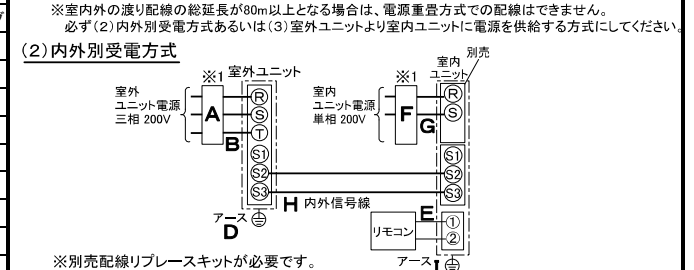 ※室内外の渡り配線の総延長が80m以上となる場合は、電源重畳方式での配線はできません。
必ず(2)内外別受電方式あるいは(3)室外ユニットより室内ユニットに電源を供給する方式にしてください。
(2)内外別受電方式
別売
※1 室外ユニット
※1 室内
ユニット
室外
ユニット電源
三相 200V
A
B
R
S
T
S1
S2
S3
室内
ユニット電源
単相 200V
F
G
R
S
S1
S2
S3
H 内外信号線
アース
D
リモコン
E
①
②
アース I
※別売配線リプレースキットが必要です。